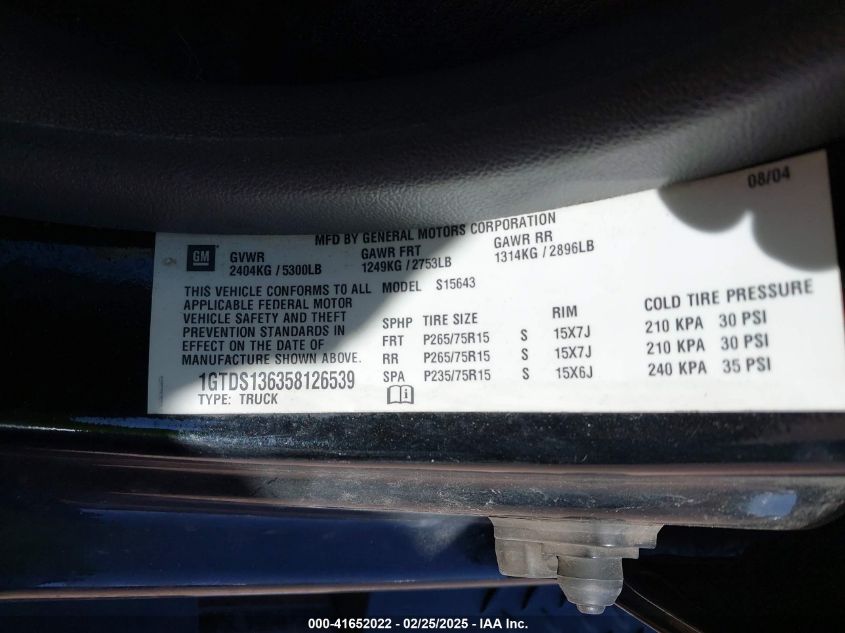 08/04
MFD BY GENERAL MOTORS CORPORATION
GM GVWR GAWR FRT GAWR RR
2404KG / 5300LB 1249KG / 2753LB 1314KG / 2896LB
THIS VEHICLE CONFORMS TO ALL
APPLICABLE FEDERAL MOTOR
VEHICLE SAFETY AND THEFT
PREVENTION STANDARDS IN
EFFECT ON THE DATE OF
MANUFACTURE SHOWN ABOVE.
1GTDS136358126539
TYPE: TRUCK
MODEL S15643
SPHP TIRE SIZE RIM COLD TIRE PRESSURE
FRT P265/75R15 S 15X7J 210 KPA 30 PSI
RR P265/75R15 S 15X7J 210 KPA 30 PSI
SPA P235/75R15 S 15X6J 240 KPA 35 PSI
000-41652022 - 02/25/2025 - IAA Inc.